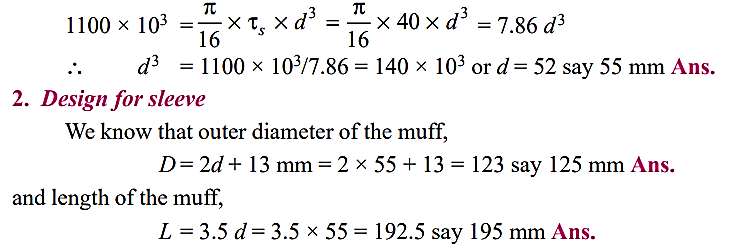 1100 × 10³ = π/16 × τₛ × d³ = π/16 × 40 × d³ = 7.86 d³
∴ d³ = 1100 × 10³/7.86 = 140 × 10³ or d = 52 say 55 mm Ans.
2. Design for sleeve
We know that outer diameter of the muff,
D = 2d + 13 mm = 2 × 55 + 13 = 123 say 125 mm Ans.
and length of the muff,
L = 3.5 d = 3.5 × 55 = 192.5 say 195 mm Ans.